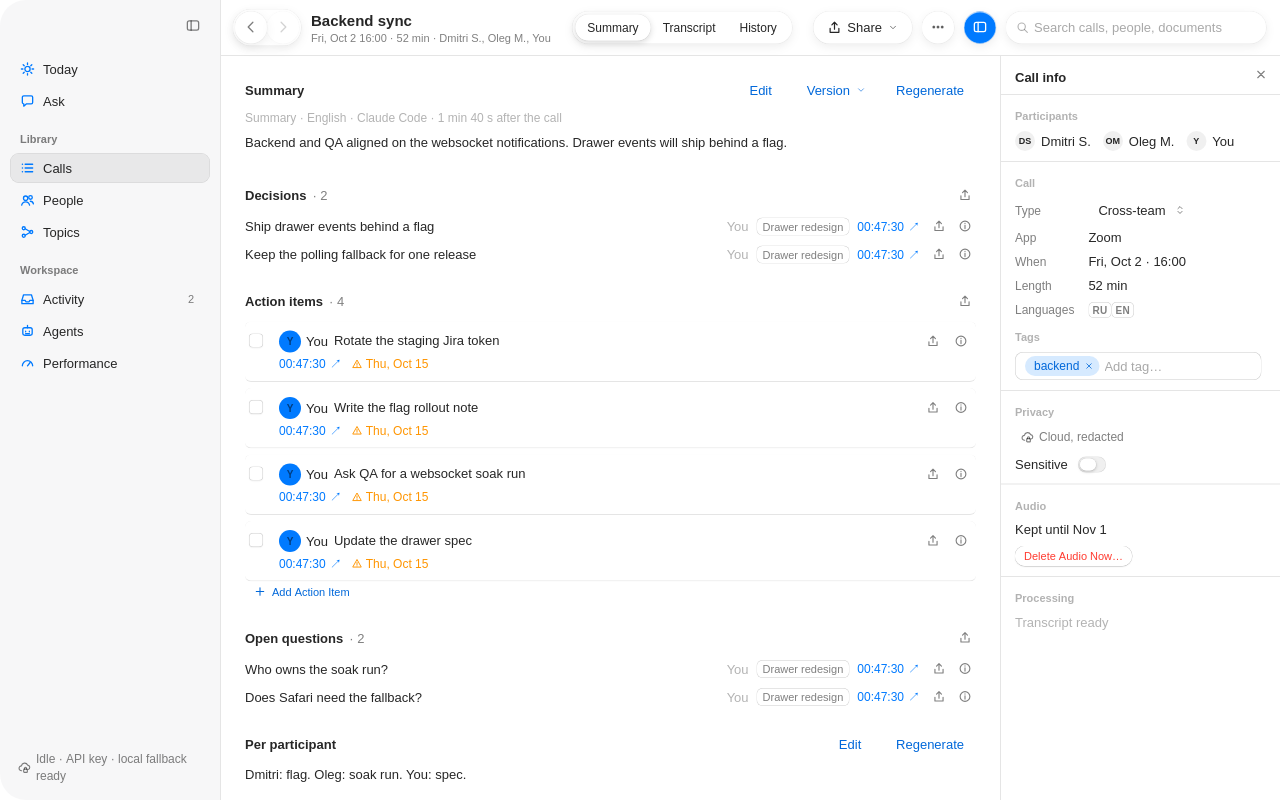 Today
Ask
Library
Calls
People
Topics
Workspace
Activity 2
Agents
Performance
Idle · API key · local fallback
ready
Backend sync
Fri, Oct 2 16:00 · 52 min · Dmitri S., Oleg M., You
Summary Transcript History
Share
Search calls, people, documents
Summary Edit Version Regenerate
Summary · English · Claude Code · 1 min 40 s after the call
Backend and QA aligned on the websocket notifications. Drawer events will ship behind a flag.
Decisions · 2
Ship drawer events behind a flag You Drawer redesign 00:47:30
Keep the polling fallback for one release You Drawer redesign 00:47:30
Action items · 4
Y You Rotate the staging Jira token
00:47:30 Thu, Oct 15
Y You Write the flag rollout note
00:47:30 Thu, Oct 15
Y You Ask QA for a websocket soak run
00:47:30 Thu, Oct 15
Y You Update the drawer spec
00:47:30 Thu, Oct 15
Add Action Item
Open questions · 2
Who owns the soak run? You Drawer redesign 00:47:30
Does Safari need the fallback? You Drawer redesign 00:47:30
Per participant Edit Regenerate
Dmitri: flag. Oleg: soak run. You: spec.
Call info
Participants
DS Dmitri S. OM Oleg M. Y You
Call
Type Cross-team
App Zoom
When Fri, Oct 2 · 16:00
Length 52 min
Languages RU EN
Tags
backend Add tag…
Privacy
Cloud, redacted
Sensitive
Audio
Kept until Nov 1
Delete Audio Now…
Processing
Transcript ready